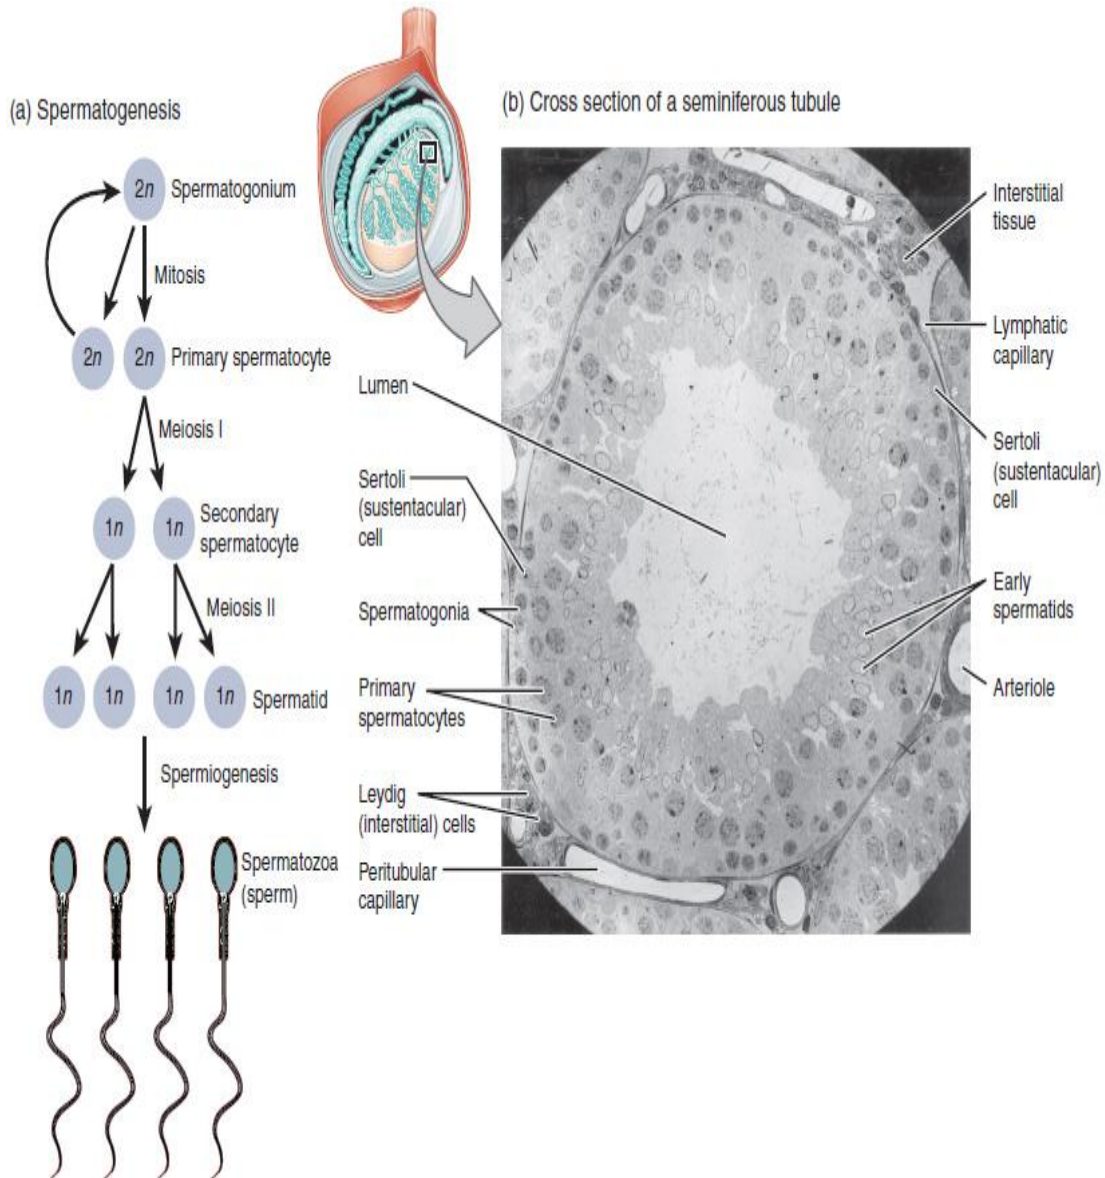 (a) Spermatogenesis
2n
Spermatogonium
Mitosis
2n
2n
Primary spermatocyte
Meiosis I
1n
1n
Secondary
spermatocyte
Meiosis II
1n
1n
1n
1n
Spermatid
Spermiogenesis
Spermatozoa
(sperm)
(b) Cross section of a seminiferous tubule
Lumen
Sertoli
(sustentacular)
cell
Spermatogonia
Primary
spermatocytes
Leydig
(interstitial) cells
Peritubular
capillary
Interstitial
tissue
Lymphatic
capillary
Sertoli
(sustentacular)
cell
Early
spermatids
Arteriole